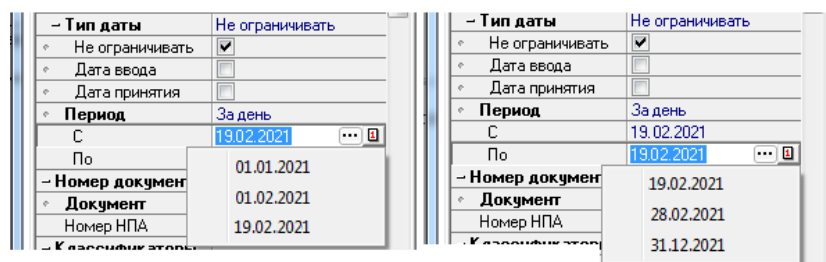 Тип даты Не ограничивать
Не ограничивать
Дата ввода
Дата принятия
Период За день
С 19.02.2021
По
01.01.2021
Номер докумен
01.02.2021
Документ
19.02.2021
Номер НПА
Классификаторы
Тип даты Не ограничивать
Не ограничивать
Дата ввода
Дата принятия
Период За день
С 19.02.2021
По 19.02.2021
Номер докумен
19.02.2021
Документ
28.02.2021
Номер НПА
31.12.2021